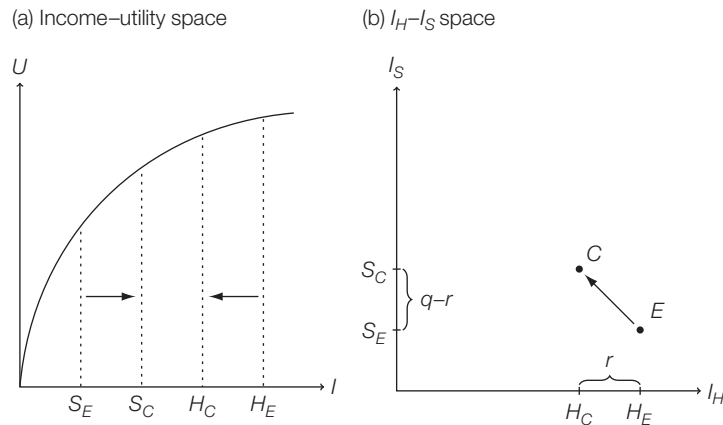 (a) Income–utility space
U
I
S_E
S_C
H_C
H_E
(b) I_H–I_S space
I_S
S_C
S_E
q–r
C
E
r
H_C
H_E
I_H